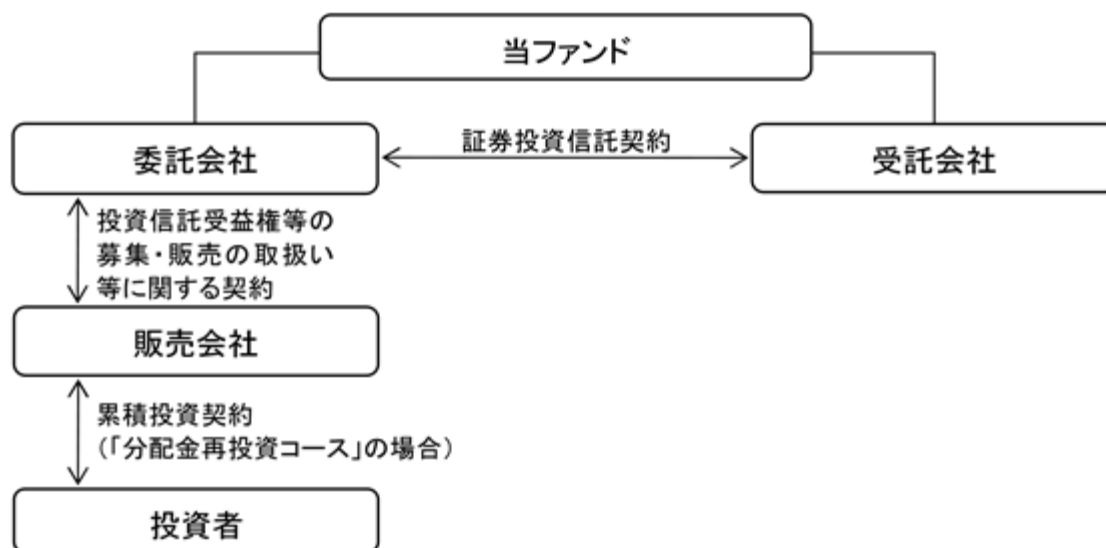 当ファンド
委託会社
証券投資信託契約
受託会社
投資信託受益権等の
募集・販売の取扱い
等に関する契約
販売会社
累積投資契約
(「分配金再投資コース」の場合)
投資者